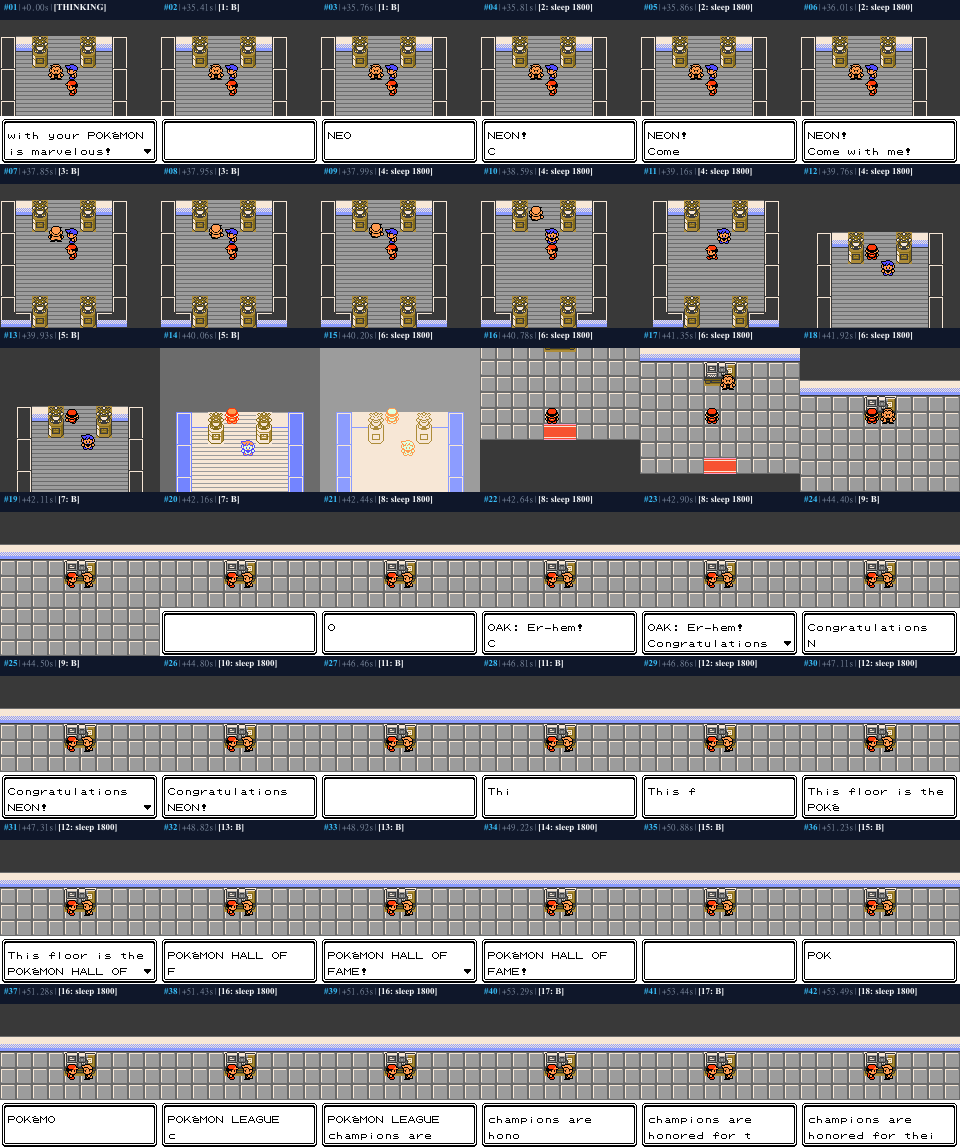 #01|+0.00s|[THINKING]
#02|+35.41s|[1: B]
#03|+35.76s|[1: B]
#04|+35.81s|[2: sleep 1800]
#05|+35.86s|[2: sleep 1800]
#06|+36.01s|[2: sleep 1800]
with your POKéMON
is marvelous!
NEO
NEON!
C
NEON!
Come
NEON!
Come with me!
#07|+37.85s|[3: B]
#08|+37.95s|[3: B]
#09|+37.99s|[4: sleep 1800]
#10|+38.59s|[4: sleep 1800]
#11|+39.16s|[4: sleep 1800]
#12|+39.76s|[4: sleep 1800]
#13|+39.93s|[5: B]
#14|+40.06s|[5: B]
#15|+40.20s|[6: sleep 1800]
#16|+40.78s|[6: sleep 1800]
#17|+41.35s|[6: sleep 1800]
#18|+41.92s|[6: sleep 1800]
#19|+42.11s|[7: B]
#20|+42.16s|[7: B]
#21|+42.44s|[8: sleep 1800]
#22|+42.64s|[8: sleep 1800]
#23|+42.90s|[8: sleep 1800]
#24|+44.40s|[9: B]
O
OAK: Er-hem!
C
OAK: Er-hem!
Congratulations
Congratulations
N
#25|+44.50s|[9: B]
#26|+44.80s|[10: sleep 1800]
#27|+46.46s|[11: B]
#28|+46.81s|[11: B]
#29|+46.86s|[12: sleep 1800]
#30|+47.11s|[12: sleep 1800]
Congratulations
NEON!
Congratulations
NEON!
Thi
This f
This floor is the
POKé
#31|+47.31s|[12: sleep 1800]
#32|+48.82s|[13: B]
#33|+48.92s|[13: B]
#34|+49.22s|[14: sleep 1800]
#35|+50.88s|[15: B]
#36|+51.23s|[15: B]
This floor is the
POKéMON HALL OF
POKéMON HALL OF
F
POKéMON HALL OF
FAME!
POKéMON HALL OF
FAME!
POK
#37|+51.28s|[16: sleep 1800]
#38|+51.43s|[16: sleep 1800]
#39|+51.63s|[16: sleep 1800]
#40|+53.29s|[17: B]
#41|+53.44s|[17: B]
#42|+53.49s|[18: sleep 1800]
POKéMO
POKéMON LEAGUE
c
POKéMON LEAGUE
champions are
champions are
hono
champions are
honored for t
champions are
honored for thei